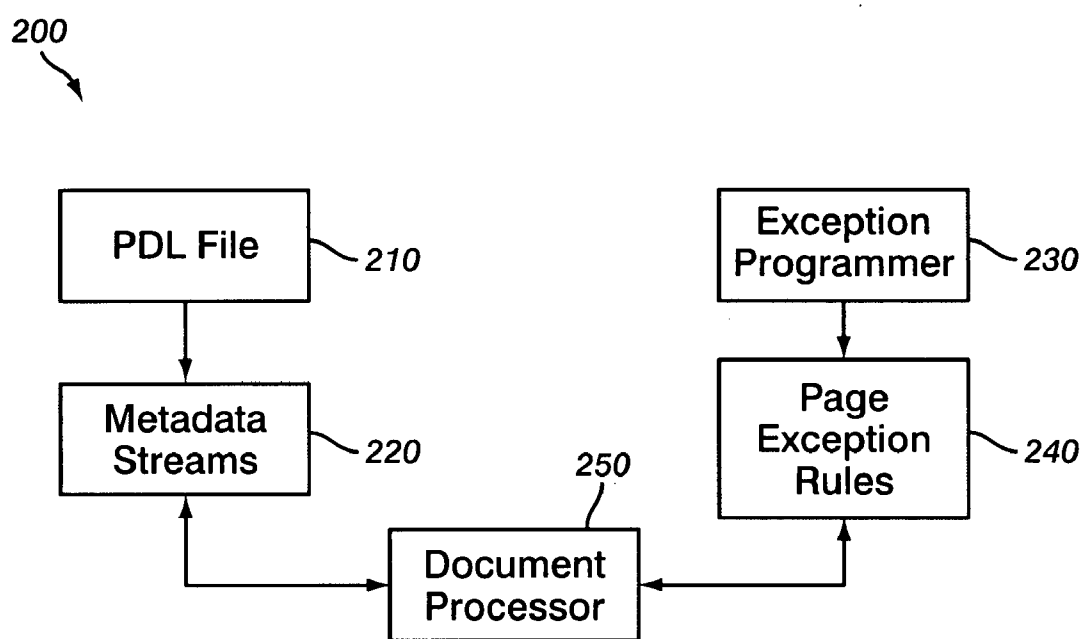 200
PDL File
210
Exception
Programmer
230
Metadata
Streams
220
Page
Exception
Rules
240
250
Document
Processor